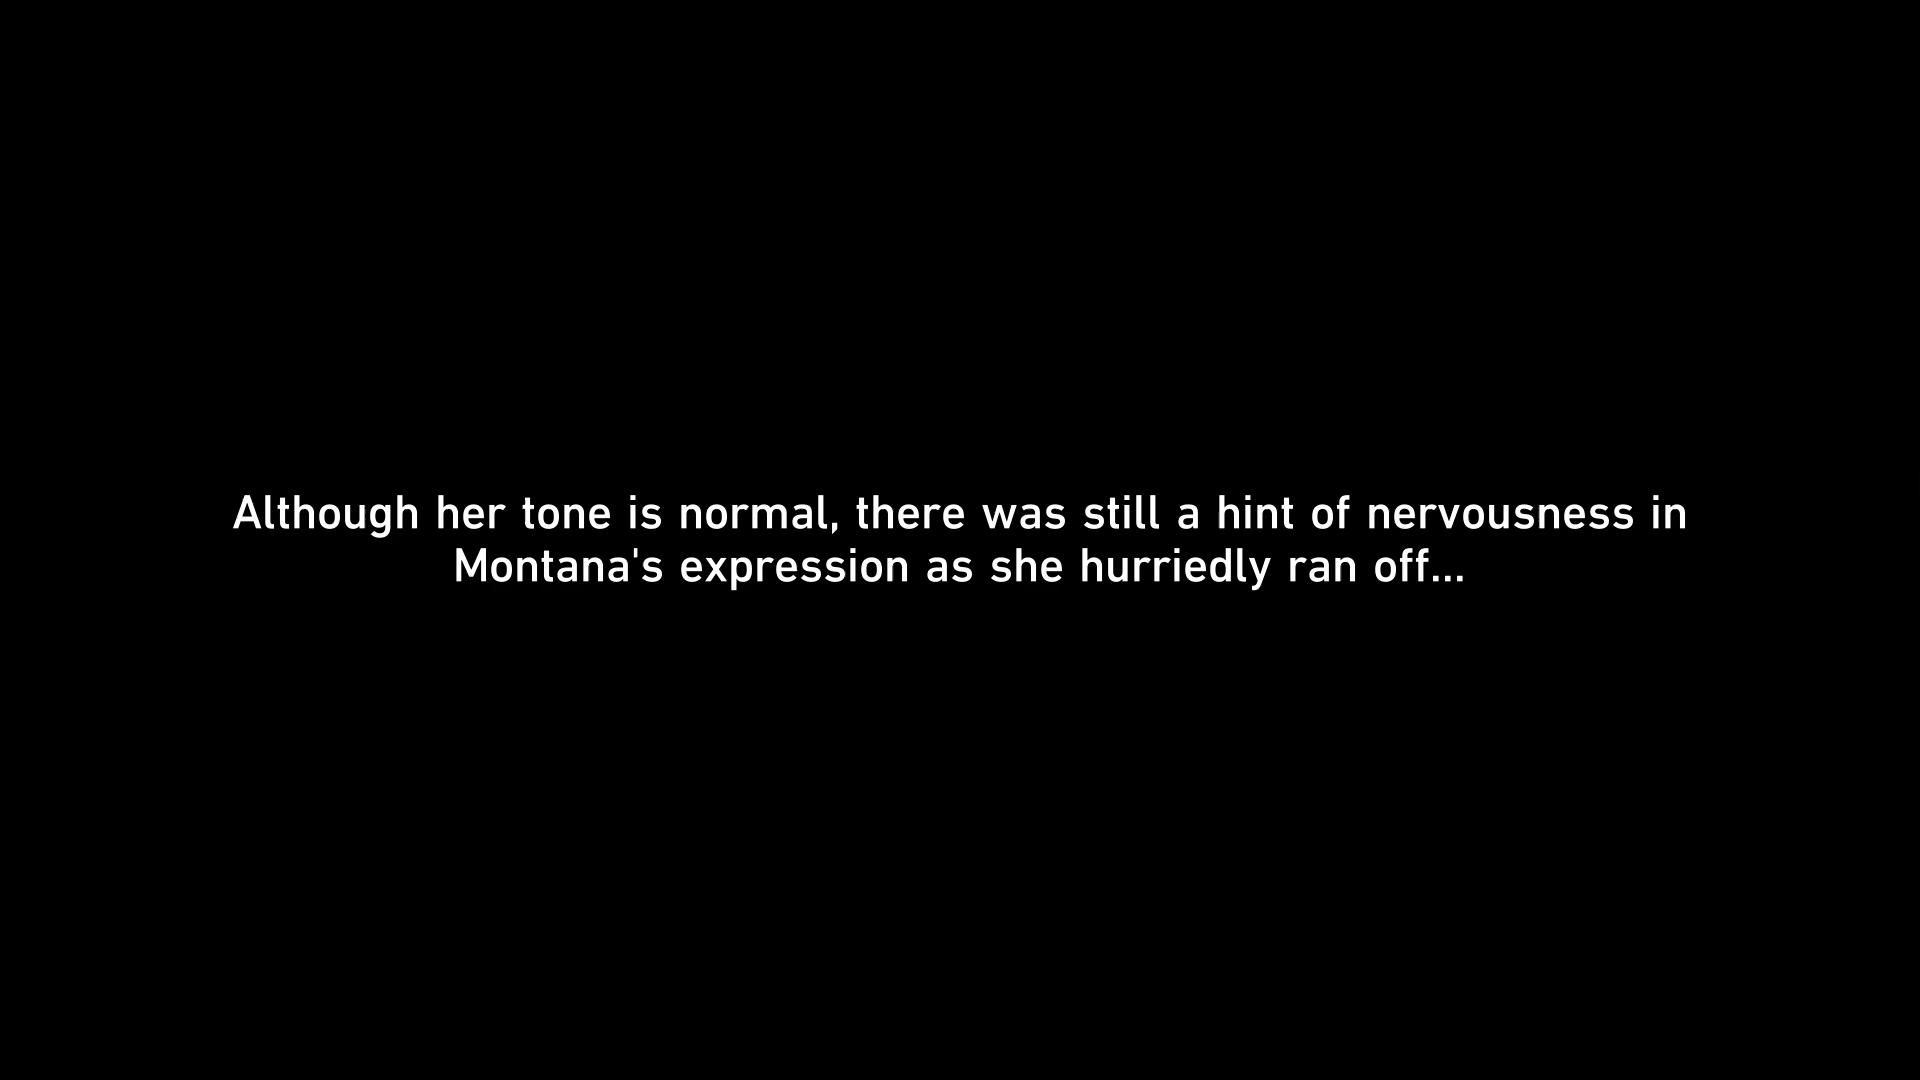 Although her tone is normal, there was still a hint of nervousness in
Montana's expression as she hurriedly ran off...